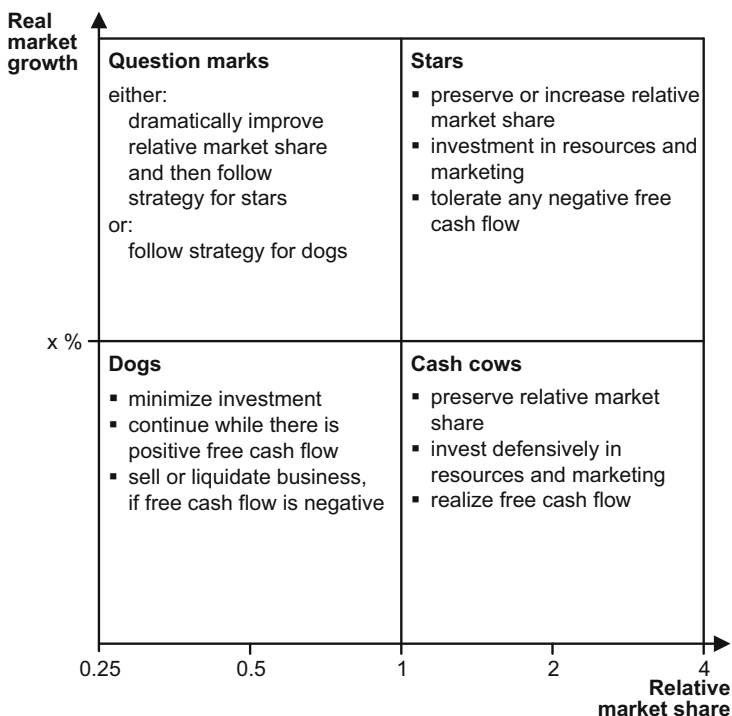 Real
market
growth
Question marks
either:
dramatically improve
relative market share
and then follow
strategy for stars
or:
follow strategy for dogs
Stars
▪ preserve or increase relative
market share
▪ investment in resources and
marketing
▪ tolerate any negative free
cash flow
x %
Dogs
▪ minimize investment
▪ continue while there is
positive free cash flow
▪ sell or liquidate business,
if free cash flow is negative
Cash cows
▪ preserve relative market
share
▪ invest defensively in
resources and marketing
▪ realize free cash flow
0.25 0.5 1 2 4
Relative
market share